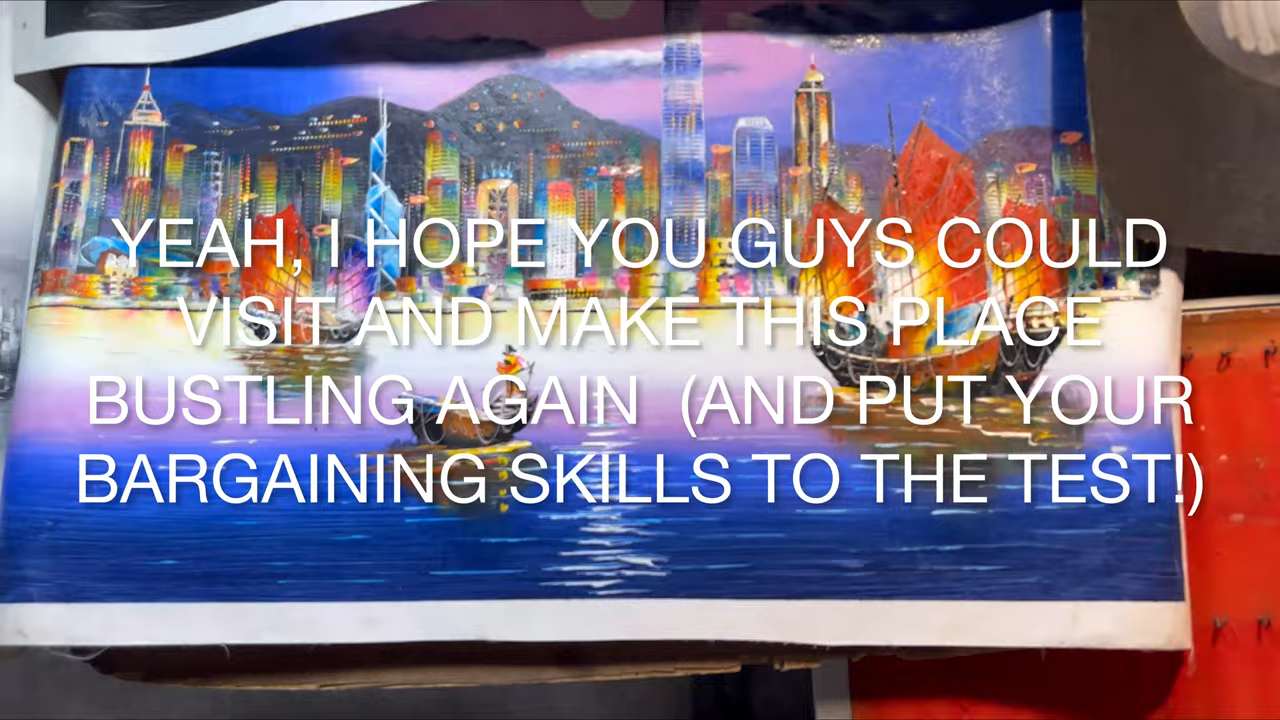 YEAH, I HOPE YOU GUYS COULD
VISIT AND MAKE THIS PLACE
BUSTLING AGAIN (AND PUT YOUR
BARGAINING SKILLS TO THE TEST!)